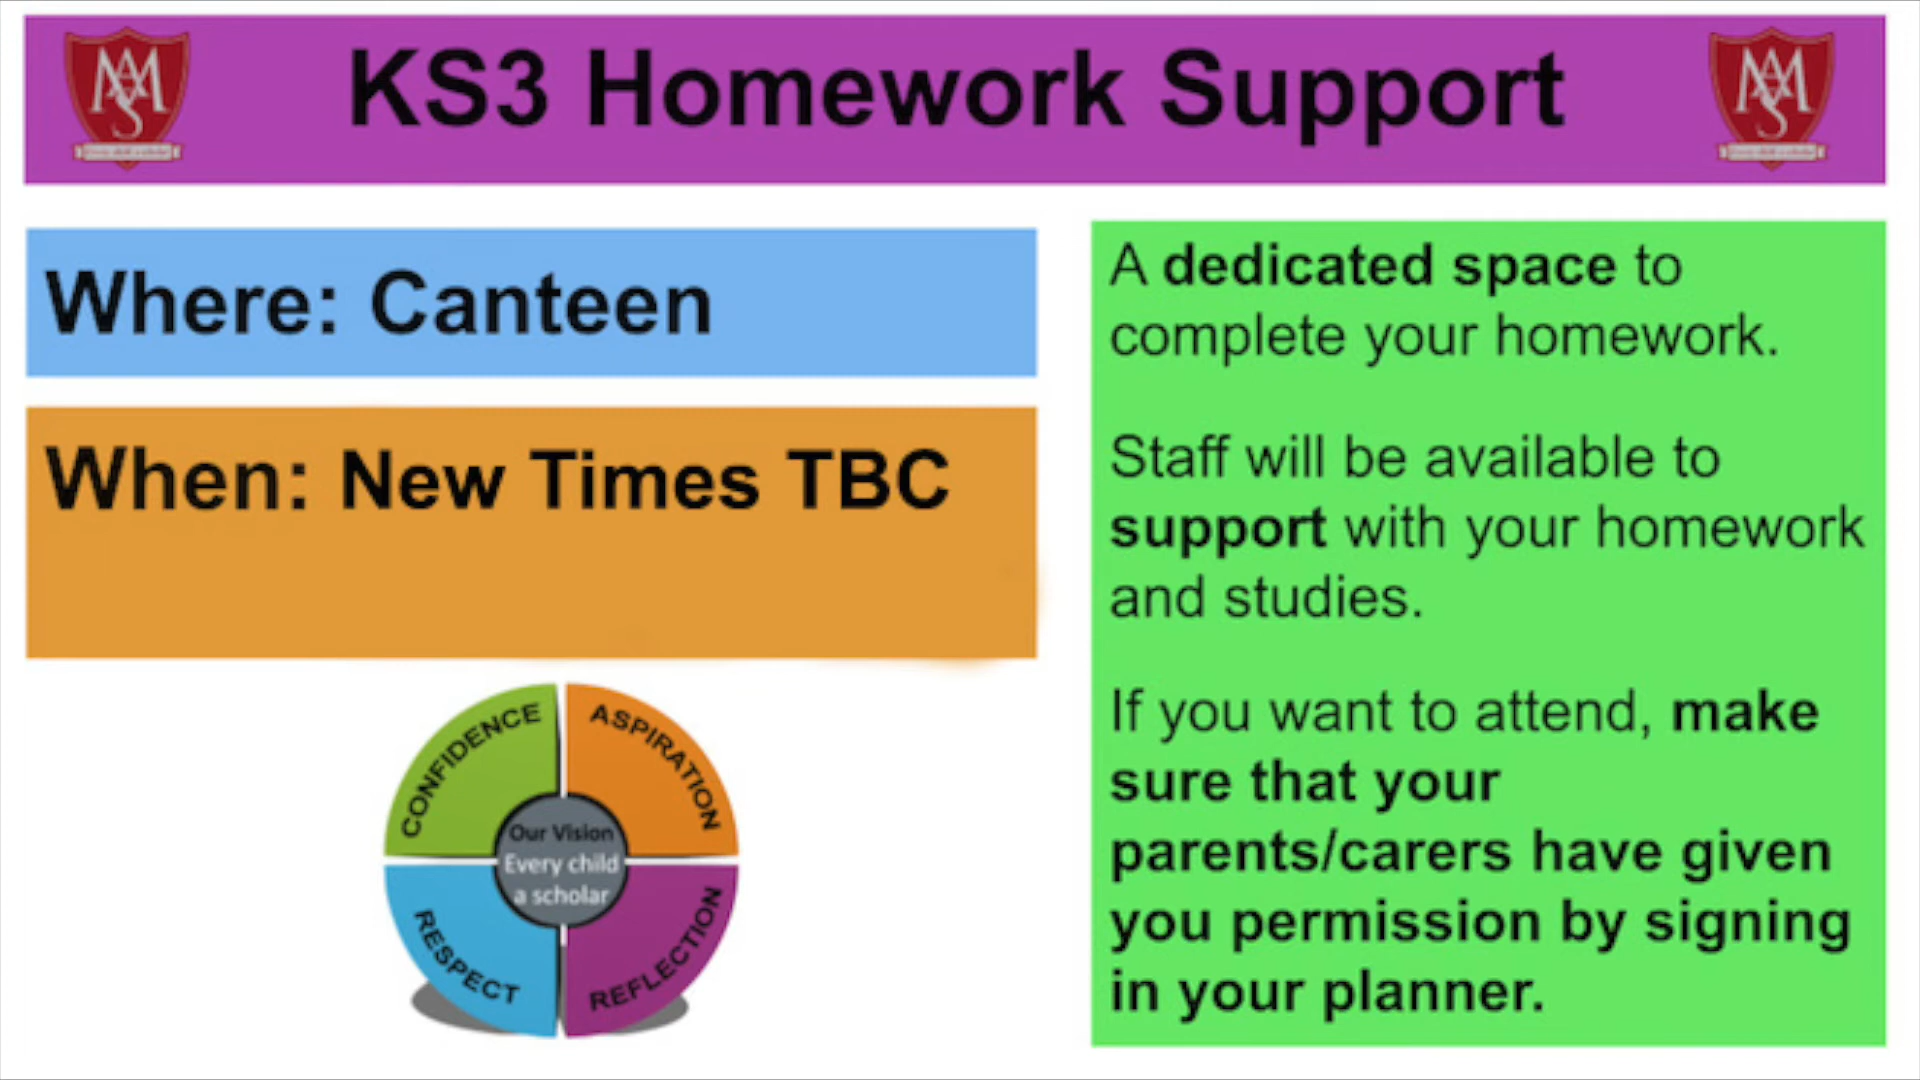 KS3 Homework Support
Where: Canteen
When: New Times TBC
A dedicated space to
complete your homework.
Staff will be available to
support with your homework
and studies.
If you want to attend, make
sure that your
parents/carers have given
you permission by signing
in your planner.
CONFIDENCE
ASPIRATION
Our Vision
Every child
a scholar
RESPECT
REFLECTION